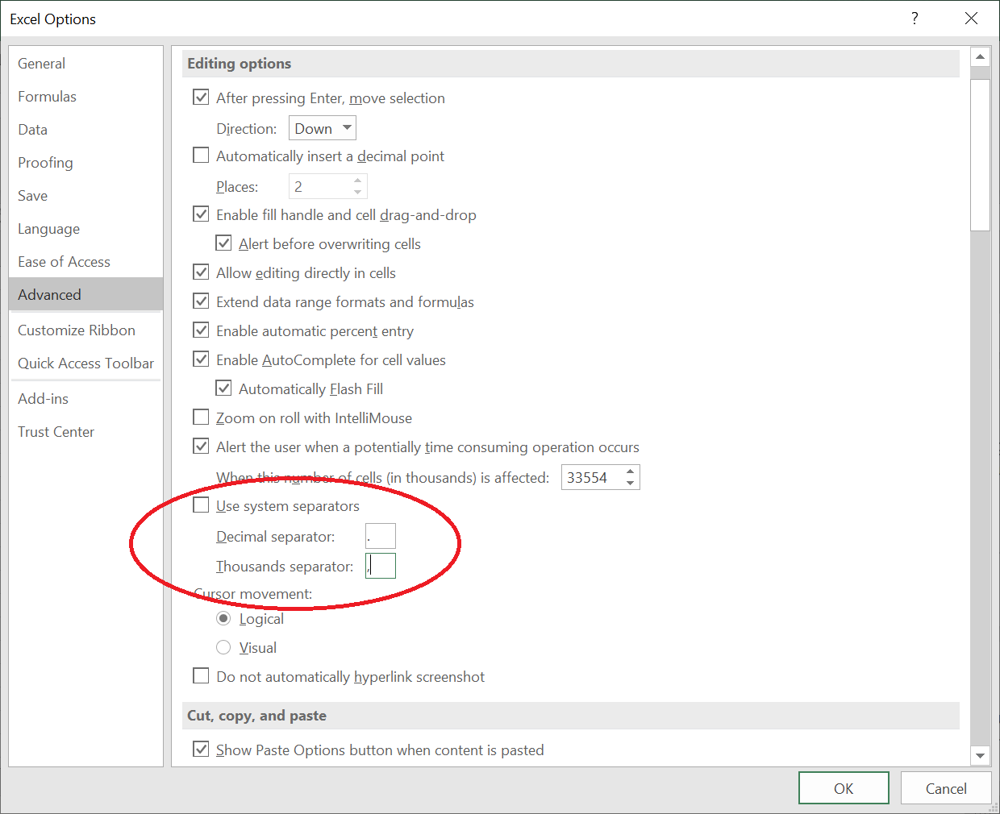 Excel Options
?
General
Formulas
Data
Proofing
Save
Language
Ease of Access
Advanced
Customize Ribbon
Quick Access Toolbar
Add-ins
Trust Center
Editing options
After pressing Enter, move selection
Direction: Down
Automatically insert a decimal point
Places: 2
Enable fill handle and cell drag-and-drop
Alert before overwriting cells
Allow editing directly in cells
Extend data range formats and formulas
Enable automatic percent entry
Enable AutoComplete for cell values
Automatically Flash Fill
Zoom on roll with IntelliMouse
Alert the user when a potentially time consuming operation occurs
When this number of cells (in thousands) is affected: 33554
Use system separators
Decimal separator: .
Thousands separator: ,
Cursor movement:
Logical
Visual
Do not automatically hyperlink screenshot
Cut, copy, and paste
Show Paste Options button when content is pasted
OK Cancel